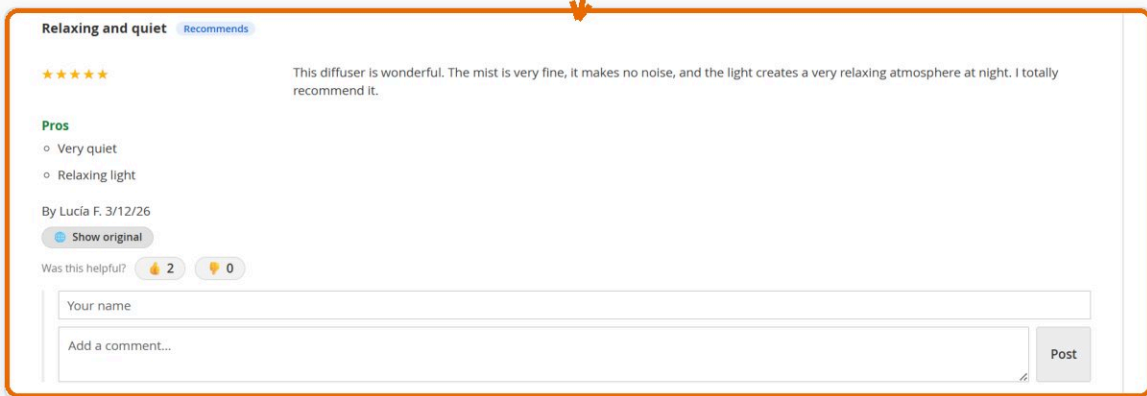 Relaxing and quiet Recommends
This diffuser is wonderful. The mist is very fine, it makes no noise, and the light creates a very relaxing atmosphere at night. I totally
recommend it.
Pros
Very quiet
Relaxing light
By Lucía F. 3/12/26
Show original
Was this helpful? 2 0
Your name
Add a comment...
Post